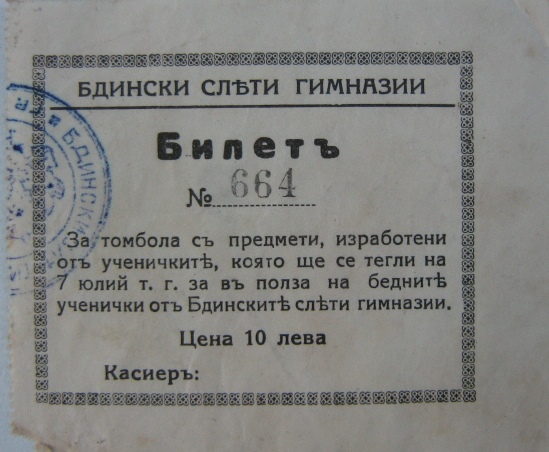 БДИНСКИ СЛѢТИ ГИМНАЗИИ
Билетъ
№ 664
За томбола съ предмети, изработени
отъ ученичкитѣ, която ще се тегли на
7 юлий т. г. за въ полза на беднитѣ
ученички отъ Бдинскитѣ слѣти гимназии.
Цена 10 лева
Касиеръ:
БДИНСКИ